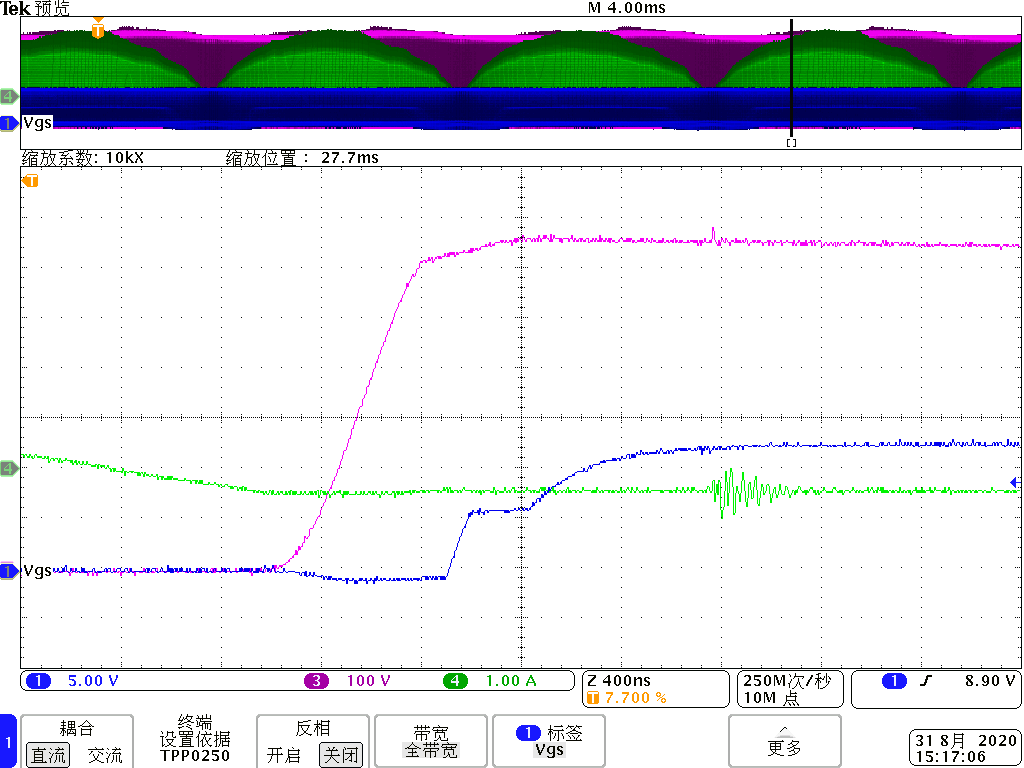 Tek 预览
M 4.00ms
T
4
1 Vgs
缩放系数: 10kX
缩放位置: 27.7ms
T
4
1 Vgs
1 5.00 V
3 100 V
4 1.00 A
Z 400ns
T 7.700 %
250M次/秒
10M 点
1 8.90 V
1
耦合
直流 交流
终端
设置依据
TPP0250
反相
开启 关闭
带宽
全带宽
1 标签
Vgs
更多
31 8月 2020
15:17:06